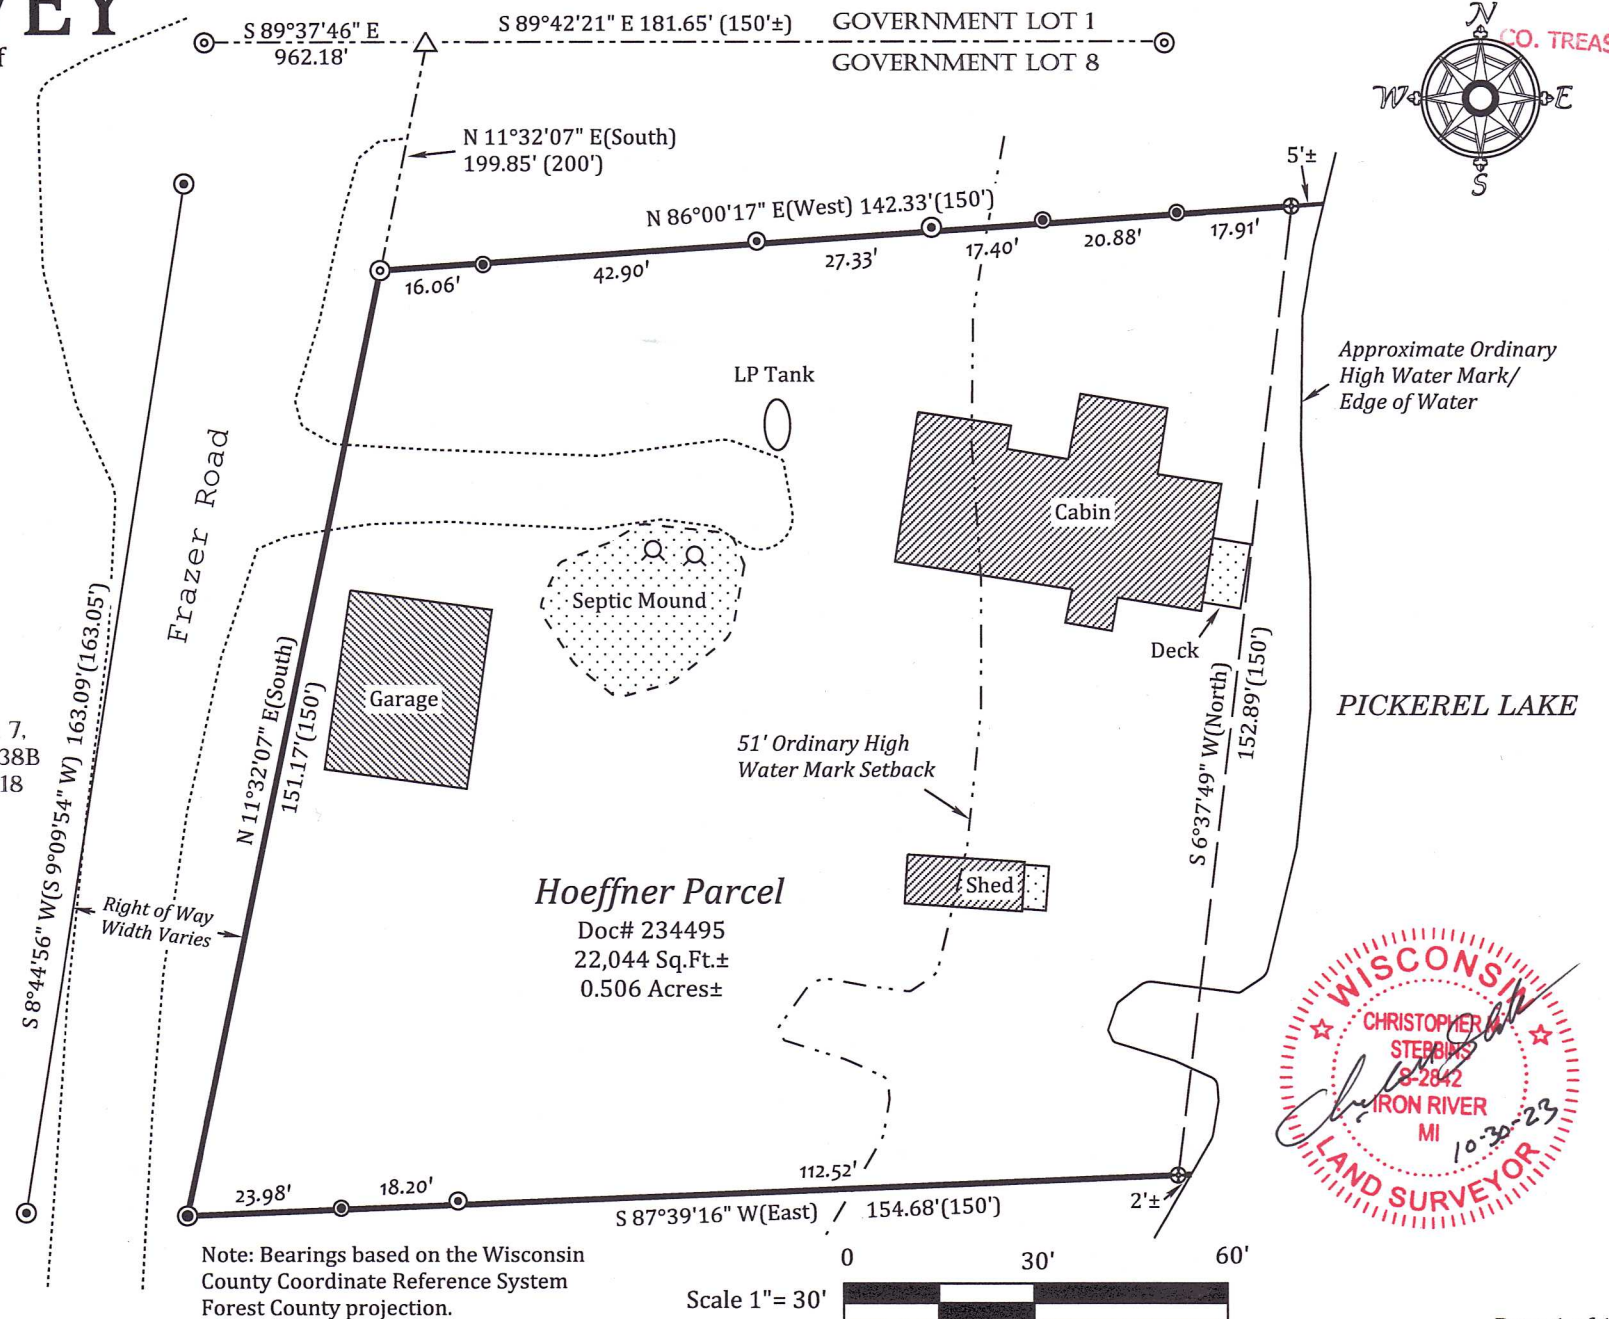 VEY
f
S 89°37'46" E
962.18'
S 89°42'21" E 181.65' (150'±)
GOVERNMENT LOT 1
GOVERNMENT LOT 8
N
W
E
S
CO. TREAS
N 11°32'07" E(South)
199.85' (200')
5'±
N 86°00'17" E(West) 142.33'(150')
16.06'
42.90'
27.33'
17.40'
20.88'
17.91'
Approximate Ordinary
High Water Mark/
Edge of Water
LP Tank
Frazer Road
Cabin
Septic Mound
Deck
Garage
S 8°44'56" W(S 9°09'54" W) 163.09'(163.05')
N 11°32'07" E(South)
151.17'(150')
S 6°37'49" W(North)
152.89'(150')
PICKEREL LAKE
7,
38B
18
51' Ordinary High
Water Mark Setback
Shed
Right of Way
Width Varies
Hoeffner Parcel
Doc# 234495
22,044 Sq.Ft.±
0.506 Acres±
WISCONSIN
CHRISTOPHER
STEBBINS
S-2842
IRON RIVER
MI
10-30-23
LAND SURVEYOR
23.98'
18.20'
112.52'
S 87°39'16" W(East)
154.68'(150')
2'±
Note: Bearings based on the Wisconsin
County Coordinate Reference System
Forest County projection.
Scale 1"= 30'
0
30'
60'